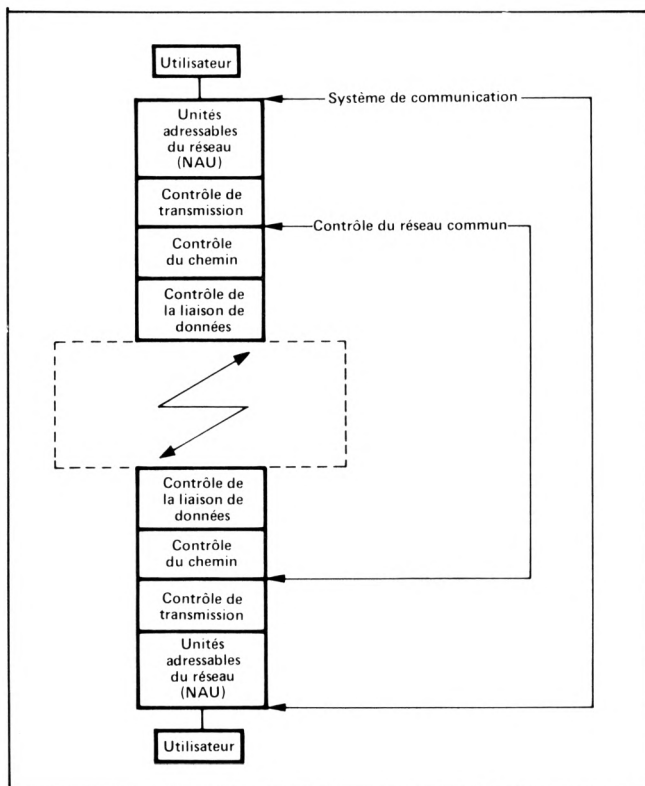 Utilisateur
Système de communication
Unités
adressables
du réseau
(NAU)
Contrôle de
transmission
Contrôle du réseau commun
Contrôle
du chemin
Contrôle de
la liaison de
données
Contrôle de
la liaison de
données
Contrôle
du chemin
Contrôle de
transmission
Unités
adressables
du réseau
(NAU)
Utilisateur